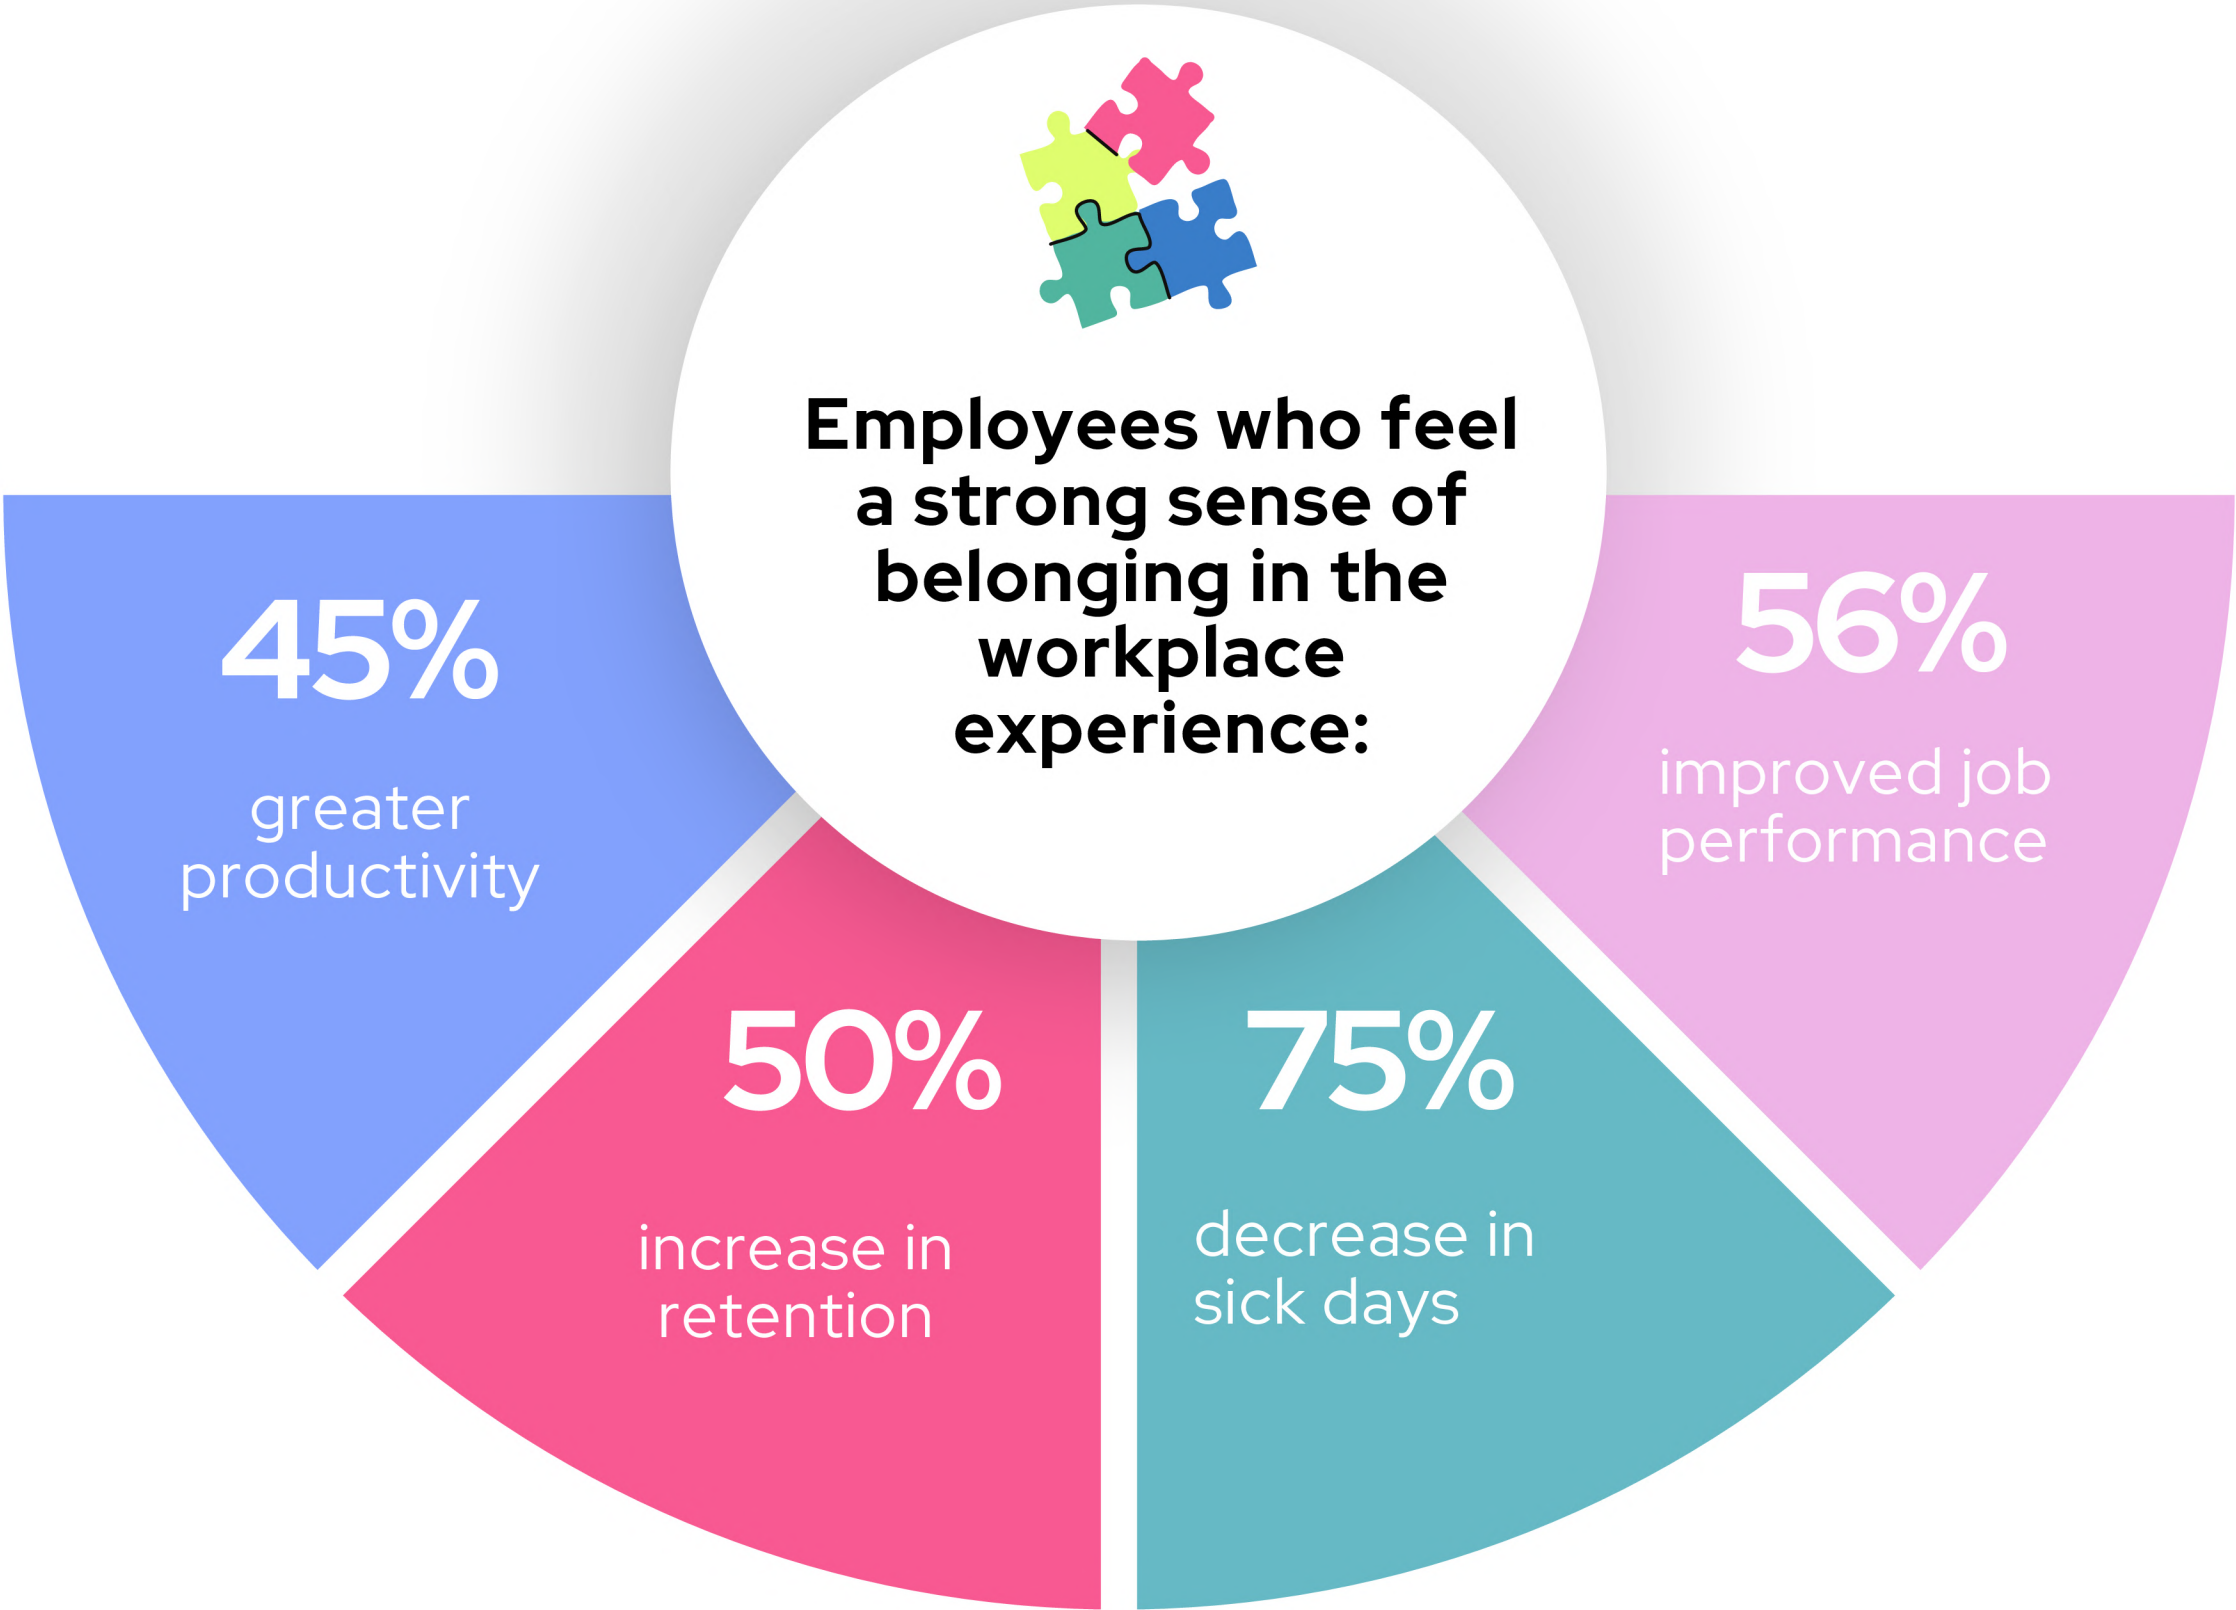 Employees who feel
a strong sense of
belonging in the
workplace
experience:
45%
greater
productivity
50%
increase in
retention
75%
decrease in
sick days
56%
improved job
performance